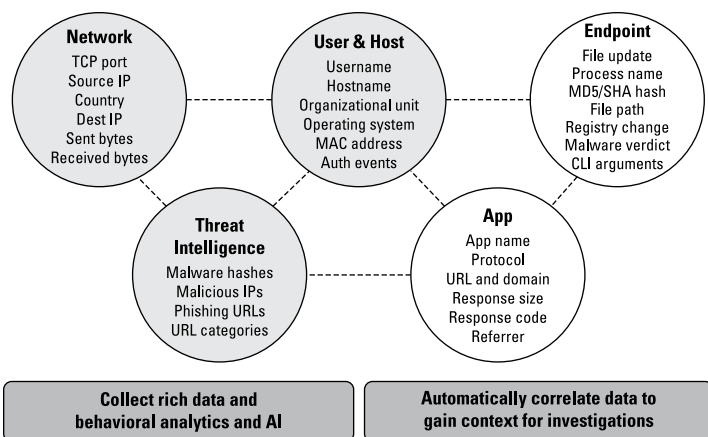 Network
TCP port
Source IP
Country
Dest IP
Sent bytes
Received bytes
User & Host
Username
Hostname
Organizational unit
Operating system
MAC address
Auth events
Endpoint
File update
Process name
MD5/SHA hash
File path
Registry change
Malware verdict
CLI arguments
Threat
Intelligence
Malware hashes
Malicious IPs
Phishing URLs
URL categories
App
App name
Protocol
URL and domain
Response size
Response code
Referrer
Collect rich data and
behavioral analytics and AI
Automatically correlate data to
gain context for investigations